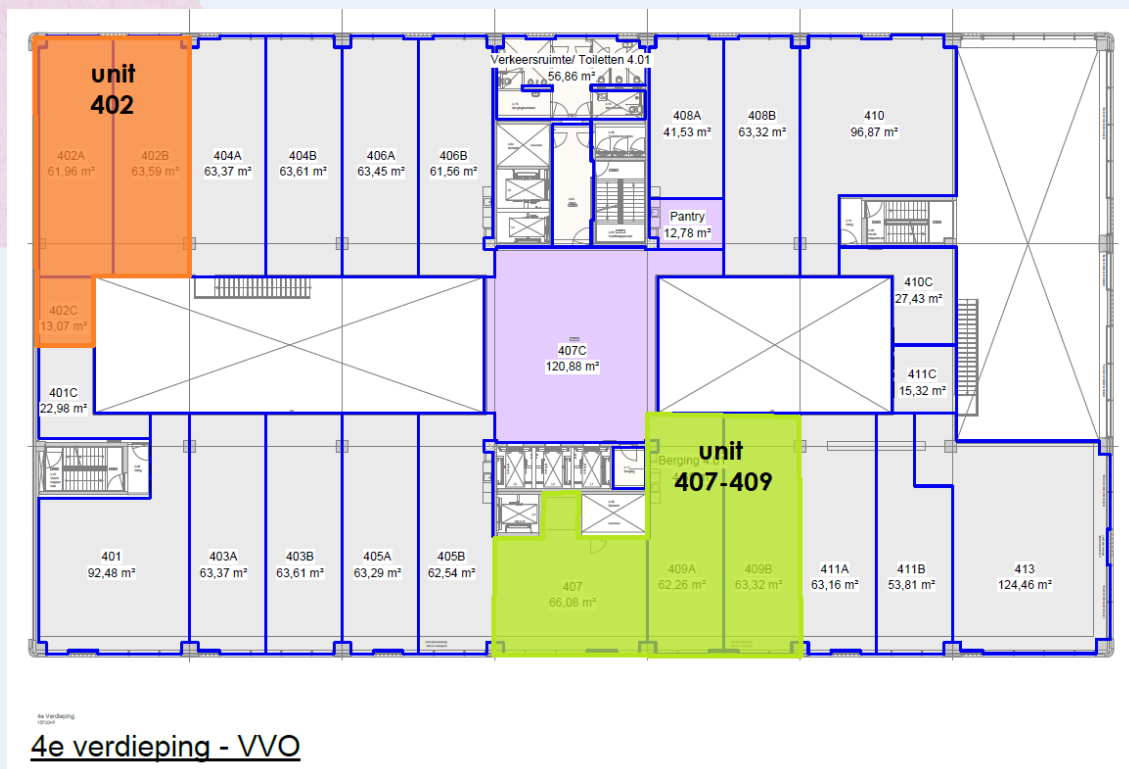 unit
402
Verkeersruimte/ Toiletten 4.01
56,86 m²
402A
61,96 m²
402B
63,59 m²
404A
63,37 m²
404B
63,61 m²
406A
63,45 m²
406B
61,56 m²
408A
41,53 m²
408B
63,32 m²
410
96,87 m²
Pantry
12,78 m²
402C
13,07 m²
410C
27,43 m²
407C
120,88 m²
411C
15,32 m²
401C
22,98 m²
unit
407-409
Berging 4.01
401
92,48 m²
403A
63,37 m²
403B
63,61 m²
405A
63,29 m²
405B
62,54 m²
407
66,08 m²
409A
62,26 m²
409B
63,32 m²
411A
63,16 m²
411B
53,81 m²
413
124,46 m²
4e Verdieping
4e verdieping - VVO